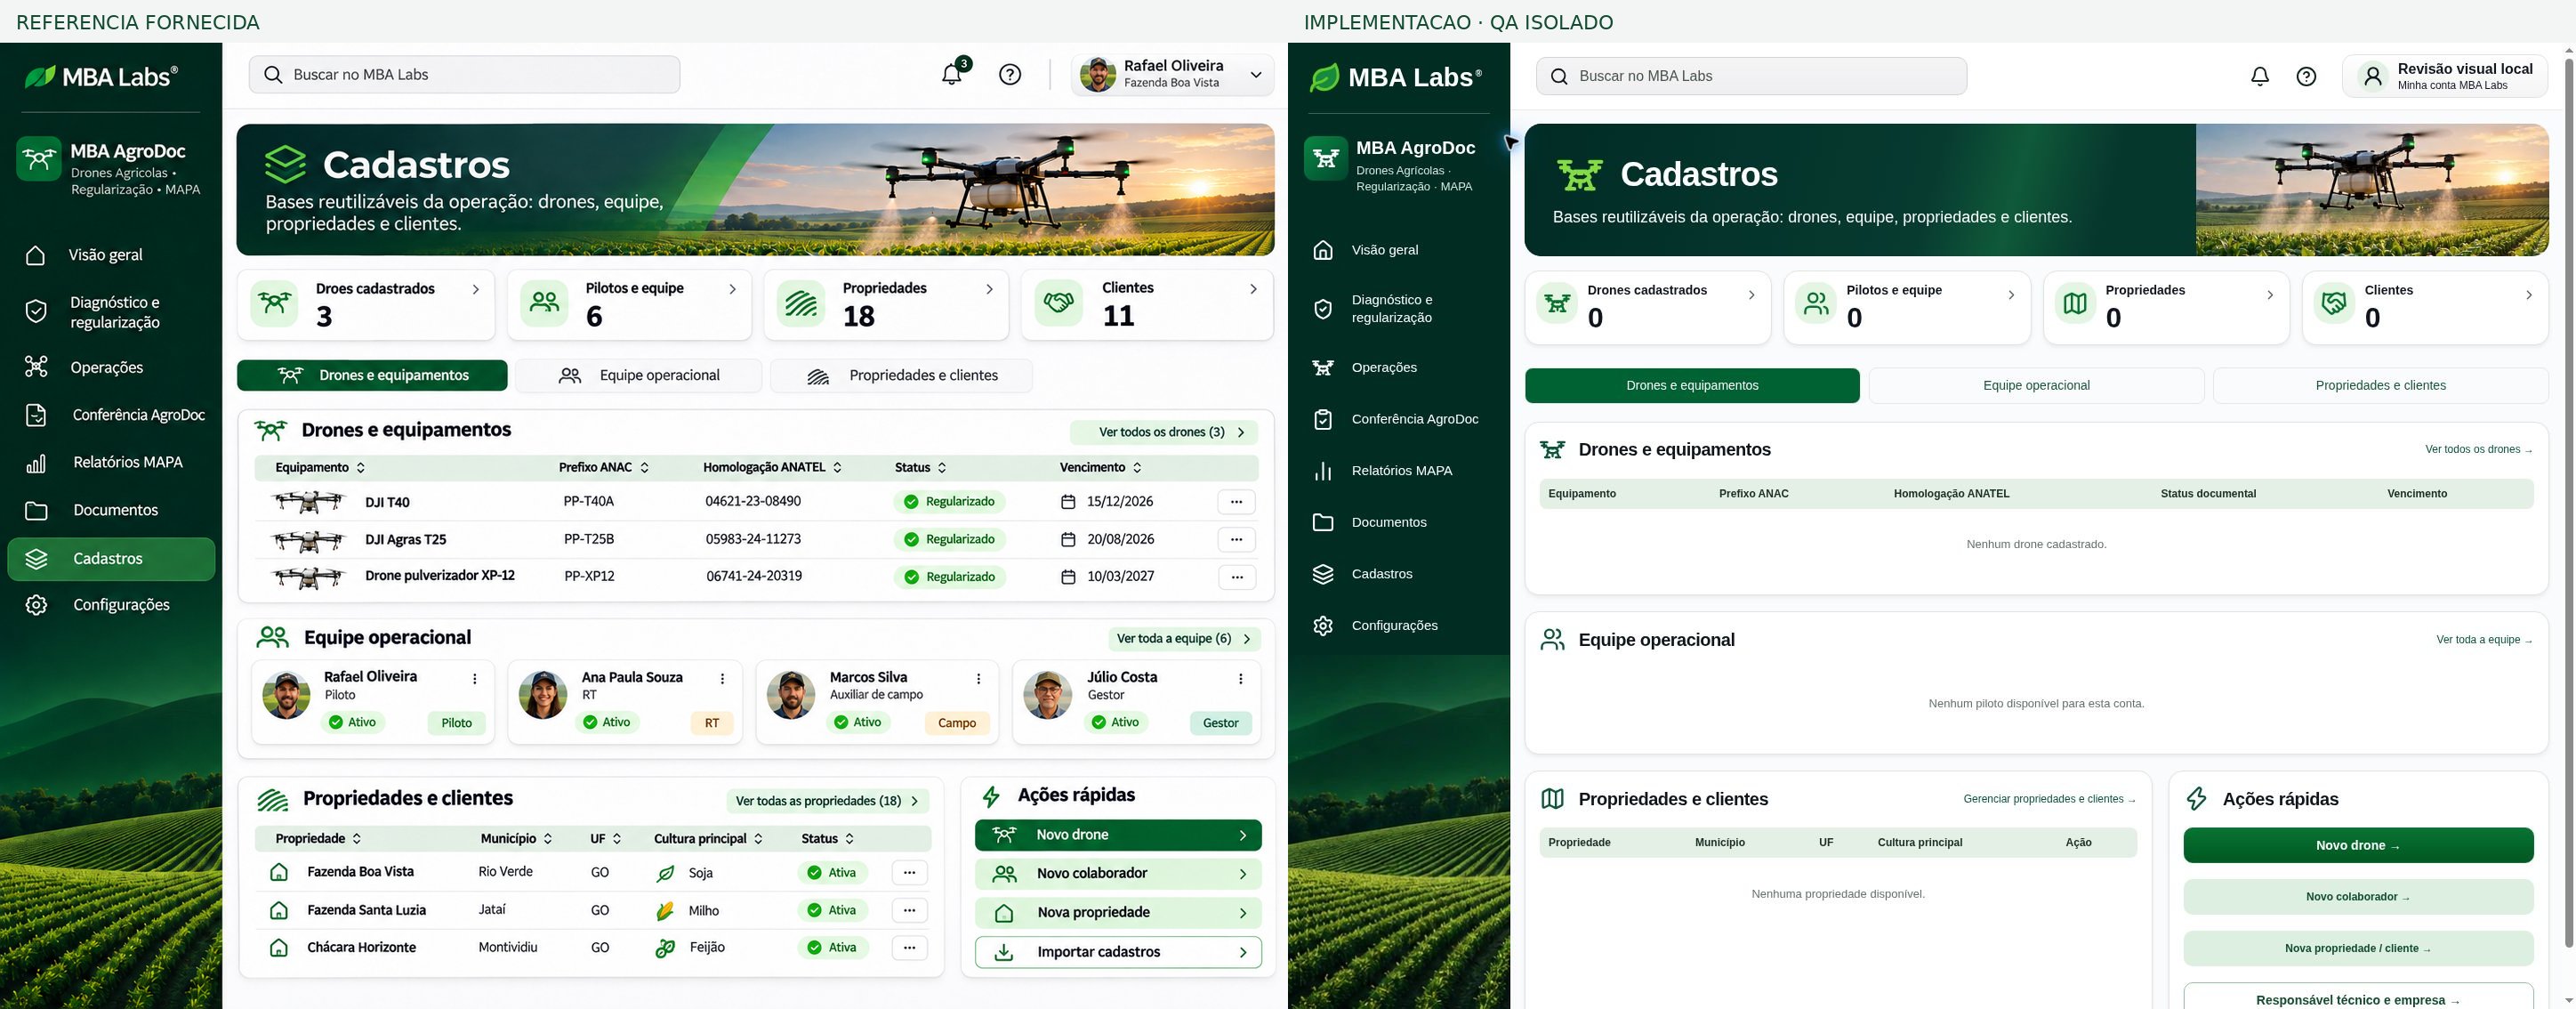 REFERENCIA FORNECIDA
MBA Labs®
MBA AgroDoc
Drones Agricolas •
Regularização • MAPA
Visão geral
Diagnóstico e
regularização
Operações
Conferência AgroDoc
Relatórios MAPA
Documentos
Cadastros
Configurações
Buscar no MBA Labs
3
Rafael Oliveira
Fazenda Boa Vista
Cadastros
Bases reutilizáveis da operação: drones, equipe,
propriedades e clientes.
Droes cadastrados
3
Pilotos e equipe
6
Propriedades
18
Clientes
11
Drones e equipamentos
Equipe operacional
Propriedades e clientes
Drones e equipamentos
Ver todos os drones (3)
Equipamento Prefixo ANAC Homologação ANATEL Status Vencimento
DJI T40 PP-T40A 04621-23-08490 Regularizado 15/12/2026 ···
DJI Agras T25 PP-T25B 05983-24-11273 Regularizado 20/08/2026 ···
Drone pulverizador XP-12 PP-XP12 06741-24-20319 Regularizado 10/03/2027 ···
Equipe operacional
Ver toda a equipe (6)
Rafael Oliveira
Piloto
Ativo Piloto
Ana Paula Souza
RT
Ativo RT
Marcos Silva
Auxiliar de campo
Ativo Campo
Júlio Costa
Gestor
Ativo Gestor
Propriedades e clientes
Ver todas as propriedades (18)
Propriedade Município UF Cultura principal Status
Fazenda Boa Vista Rio Verde GO Soja Ativa ···
Fazenda Santa Luzia Jataí GO Milho Ativa ···
Chácara Horizonte Montividiu GO Feijão Ativa ···
Ações rápidas
Novo drone
Novo colaborador
Nova propriedade
Importar cadastros
IMPLEMENTACAO · QA ISOLADO
MBA Labs®
MBA AgroDoc
Drones Agrícolas ·
Regularização · MAPA
Visão geral
Diagnóstico e
regularização
Operações
Conferência AgroDoc
Relatórios MAPA
Documentos
Cadastros
Configurações
Buscar no MBA Labs
Revisão visual local
Minha conta MBA Labs
Cadastros
Bases reutilizáveis da operação: drones, equipe, propriedades e clientes.
Drones cadastrados
0
Pilotos e equipe
0
Propriedades
0
Clientes
0
Drones e equipamentos
Equipe operacional
Propriedades e clientes
Drones e equipamentos
Ver todos os drones →
Equipamento Prefixo ANAC Homologação ANATEL Status documental Vencimento
Nenhum drone cadastrado.
Equipe operacional
Ver toda a equipe →
Nenhum piloto disponível para esta conta.
Propriedades e clientes
Gerenciar propriedades e clientes →
Propriedade Município UF Cultura principal Ação
Nenhuma propriedade disponível.
Ações rápidas
Novo drone →
Novo colaborador →
Nova propriedade / cliente →
Responsável técnico e empresa →